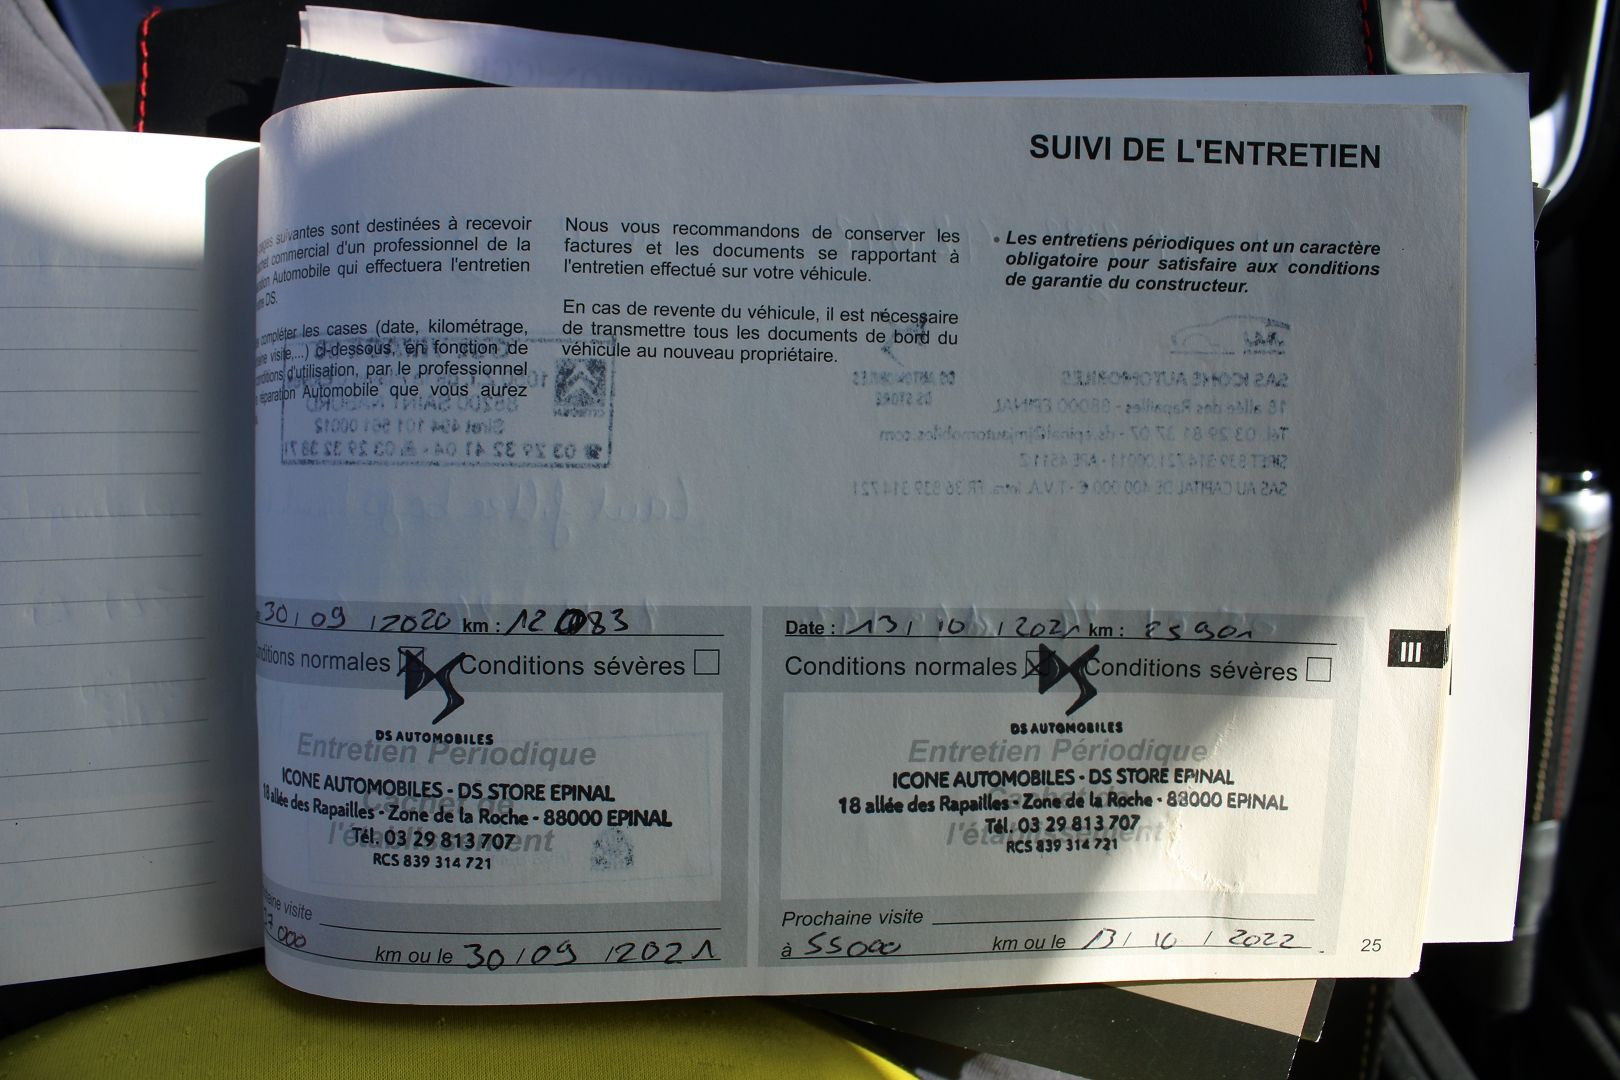 SUIVI DE L'ENTRETIEN
pages suivantes sont destinées à recevoir
commercial d'un professionnel de la
Automobile qui effectuera l'entretien
DS.
compléter les cases (date, kilométrage,
visite,...) ci-dessous, en fonction de
d'utilisation, par le professionnel
réparation Automobile que vous aurez
Nous vous recommandons de conserver les
factures et les documents se rapportant à
l'entretien effectué sur votre véhicule.
En cas de revente du véhicule, il est nécessaire
de transmettre tous les documents de bord du
véhicule au nouveau propriétaire.
• Les entretiens périodiques ont un caractère
obligatoire pour satisfaire aux conditions
de garantie du constructeur.
30 / 09 / 2020 km :
Conditions normales Conditions sévères
DS AUTOMOBILES
Entretien Périodique
ICONE AUTOMOBILES - DS STORE EPINAL
Cachet de
18 allée des Rapailles - Zone de la Roche - 88000 EPINAL
Tél. 03 29 813 707
l'établissement
RCS 839 314 721
visite
000 km ou le 30 / 09 / 2021
Date : 13 / 10 / 2021 km : 25901
Conditions normales Conditions sévères
DS AUTOMOBILES
Entretien Périodique
ICONE AUTOMOBILES - DS STORE EPINAL
Cachet de
18 allée des Rapailles - Zone de la Roche - 88000 EPINAL
Tél. 03 29 813 707
l'établissement
RCS 839 314 721
Prochaine visite
à 55000 km ou le 13 / 10 / 2022
III
25